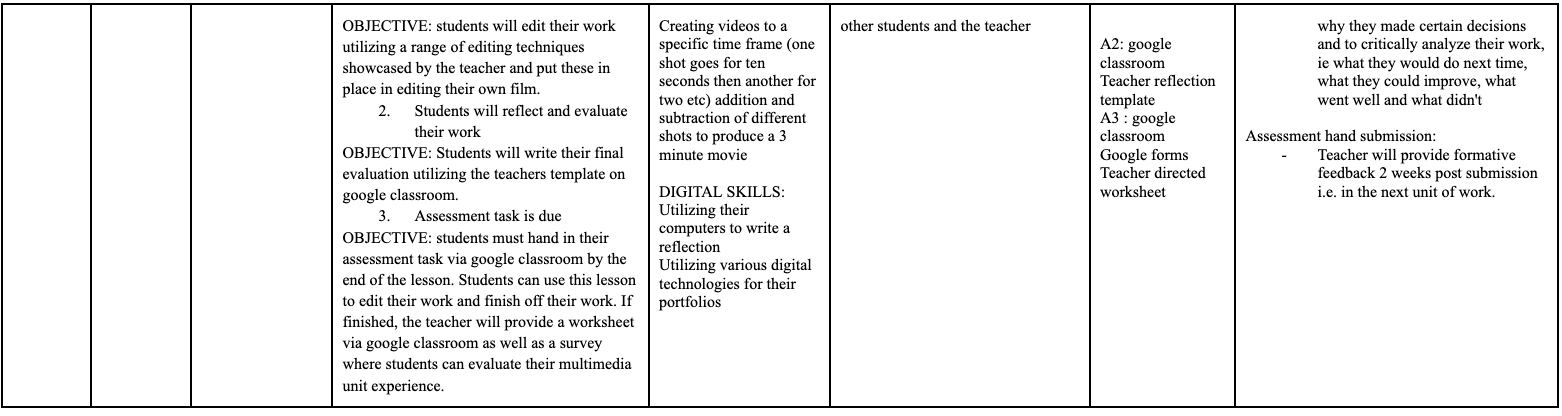 OBJECTIVE: students will edit their work
utilizing a range of editing techniques
showcased by the teacher and put these in
place in editing their own film.
2. Students will reflect and evaluate
their work
OBJECTIVE: Students will write their final
evaluation utilizing the teachers template on
google classroom.
3. Assessment task is due
OBJECTIVE: students must hand in their
assessment task via google classroom by the
end of the lesson. Students can use this lesson
to edit their work and finish off their work. If
finished, the teacher will provide a worksheet
via google classroom as well as a survey
where students can evaluate their multimedia
unit experience.
Creating videos to a
specific time frame (one
shot goes for ten
seconds then another for
two etc) addition and
subtraction of different
shots to produce a 3
minute movie
DIGITAL SKILLS:
Utilizing their
computers to write a
reflection
Utilizing various digital
technologies for their
portfolios
other students and the teacher
A2: google
classroom
Teacher reflection
template
A3 : google
classroom
Google forms
Teacher directed
worksheet
why they made certain decisions
and to critically analyze their work,
ie what they would do next time,
what they could improve, what
went well and what didn't
Assessment hand submission:
- Teacher will provide formative
feedback 2 weeks post submission
i.e. in the next unit of work.